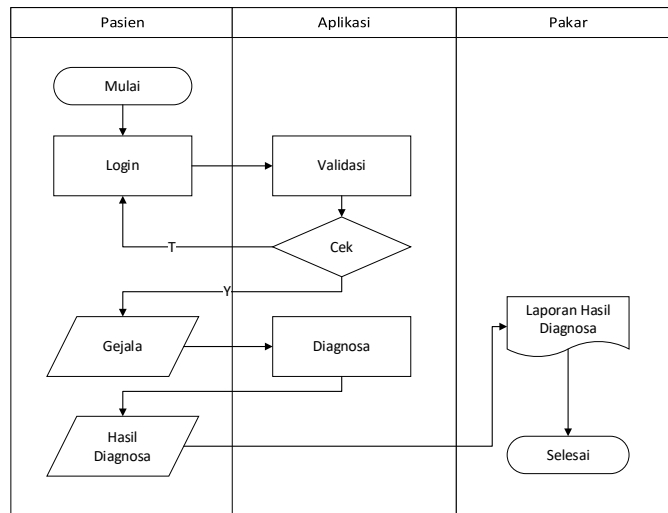 Pasien
Aplikasi
Pakar
Mulai
Login
Validasi
T
Cek
Y
Gejala
Diagnosa
Laporan Hasil
Diagnosa
Hasil
Diagnosa
Selesai